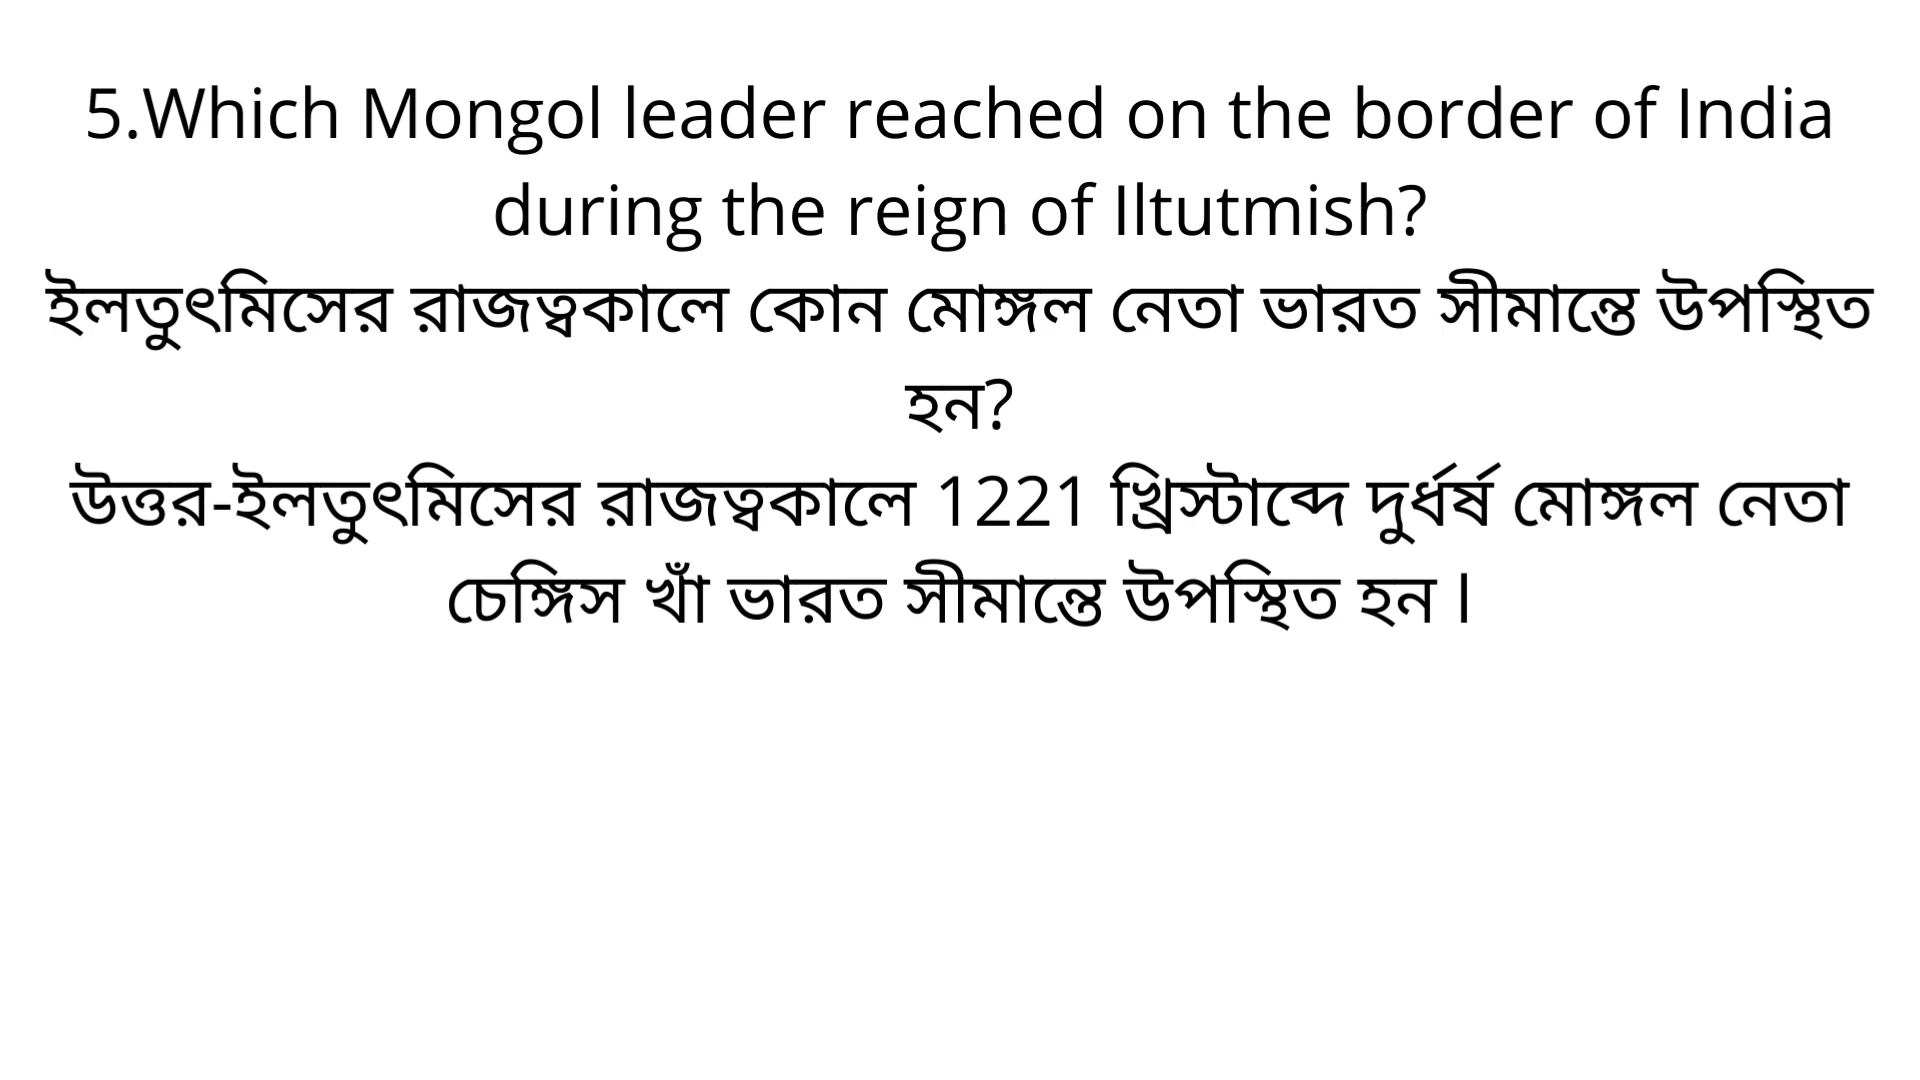 5.Which Mongol leader reached on the border of India
during the reign of Iltutmish?
ইলতুৎমিসের রাজত্বকালে কোন মোঙ্গল নেতা ভারত সীমান্তে উপস্থিত
হন?
উত্তর-ইলতুৎমিসের রাজত্বকালে 1221 খ্রিস্টাব্দে দুর্ধর্ষ মোঙ্গল নেতা
চেঙ্গিস খাঁ ভারত সীমান্তে উপস্থিত হন।